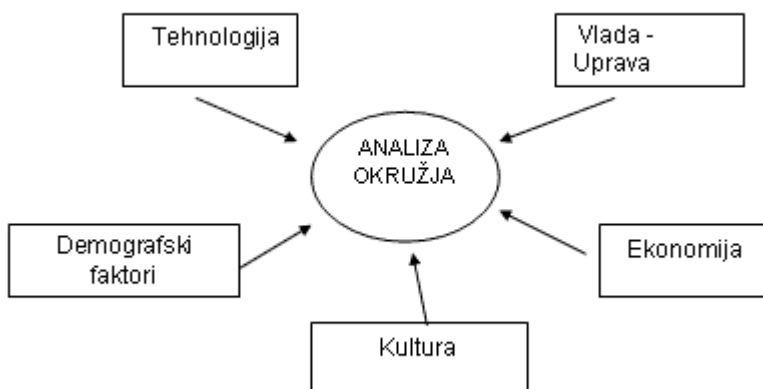 Tehnologija
Vlada -
Uprava
ANALIZA
OKRUŽJA
Demografski
faktori
Ekonomija
Kultura